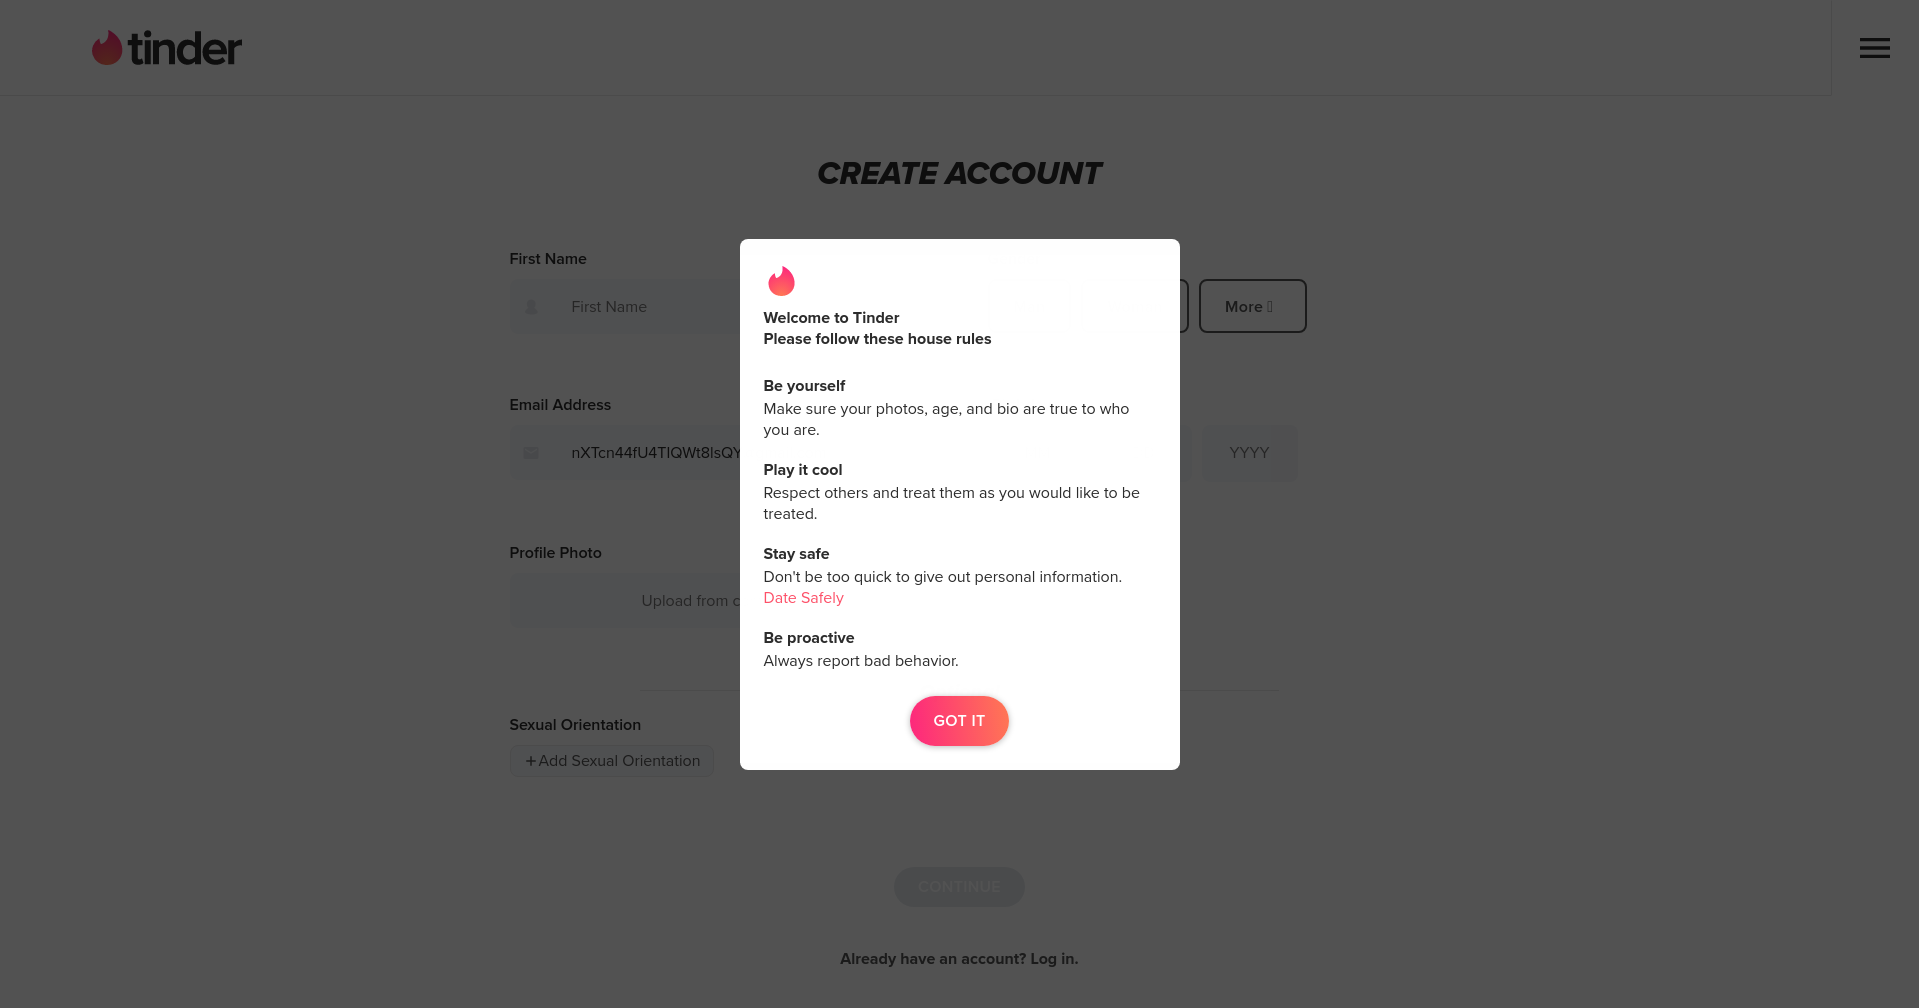 tinder
CREATE ACCOUNT
First Name
First Name
More
Email Address
nXTcn44fU4TIQWt8lsQY
YYYY
Profile Photo
Upload from
Sexual Orientation
+Add Sexual Orientation
Welcome to Tinder
Please follow these house rules
Be yourself
Make sure your photos, age, and bio are true to who
you are.
Play it cool
Respect others and treat them as you would like to be
treated.
Stay safe
Don't be too quick to give out personal information.
Date Safely
Be proactive
Always report bad behavior.
GOT IT
CONTINUE
Already have an account? Log in.